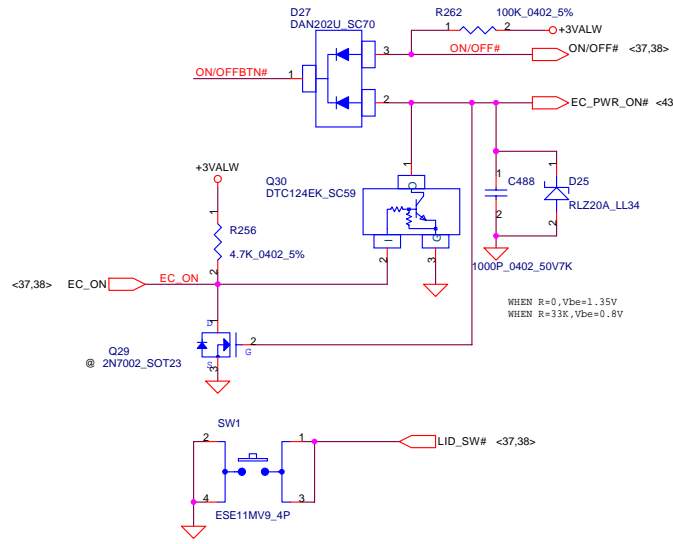 D27
DAN202U_SC70
R262
100K_0402_5%
1
2
+3VALW
3
ON/OFF#
ON/OFF# <37,38>
ON/OFFBTN#
1
2
EC_PWR_ON# <43
+3VALW
Q30
DTC124EK_SC59
1
O
I
G
2
3
1
C488
2
D25
RLZ20A_LL34
1000P_0402_50V7K
1
R256
4.7K_0402_5%
2
<37,38> EC_ON
EC_ON
WHEN R=0,Vbe=1.35V
WHEN R=33K,Vbe=0.8V
1
D
2
G
S
3
Q29
@ 2N7002_SOT23
SW1
2
1
LID_SW# <37,38>
4
3
ESE11MV9_4P